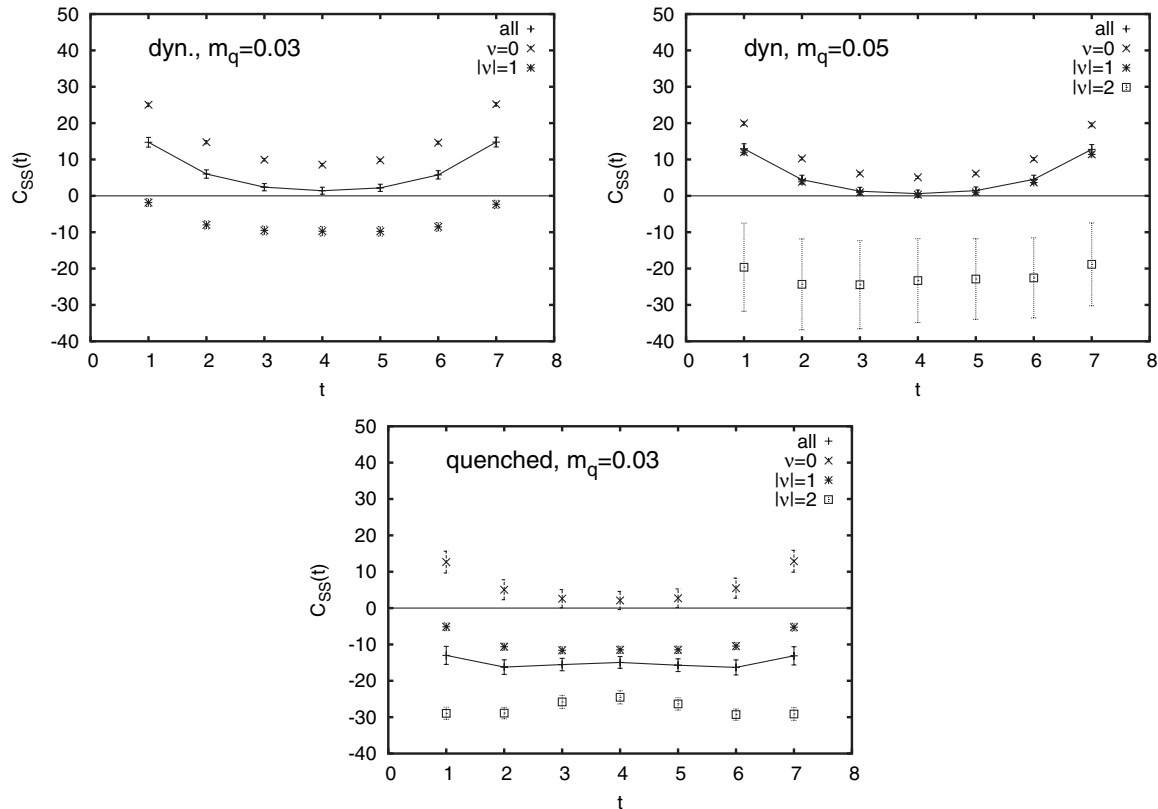 50
40
30
20
10
0
-10
-20
-30
-40
0 1 2 3 4 5 6 7 8
C_SS(t)
t
dyn., m_q=0.03
all
ν=0
|ν|=1
50
40
30
20
10
0
-10
-20
-30
-40
0 1 2 3 4 5 6 7 8
C_SS(t)
t
dyn, m_q=0.05
all
ν=0
|ν|=1
|ν|=2
50
40
30
20
10
0
-10
-20
-30
-40
0 1 2 3 4 5 6 7 8
C_SS(t)
t
quenched, m_q=0.03
all
ν=0
|ν|=1
|ν|=2